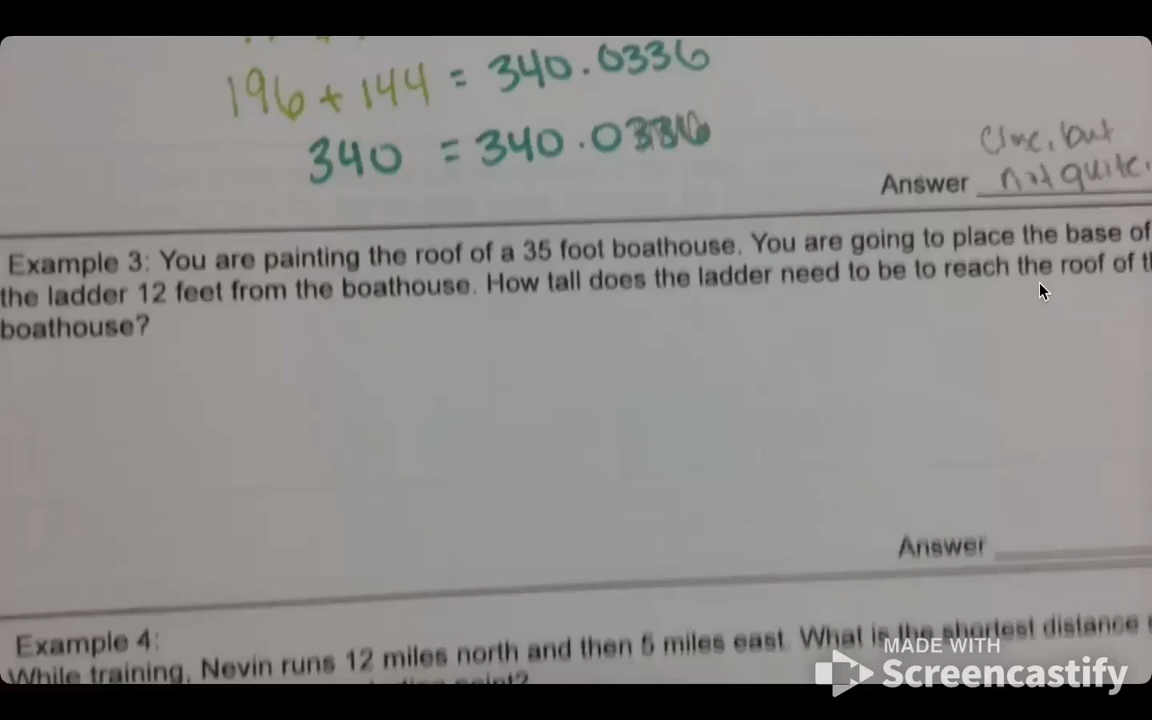 196 + 144 = 340.0336
340 = 340.0336
Close, but
Answer not quite.
Example 3: You are painting the roof of a 35 foot boathouse. You are going to place the base of
the ladder 12 feet from the boathouse. How tall does the ladder need to be to reach the roof of
boathouse?
Answer
Example 4:
While training, Nevin runs 12 miles north and then 5 miles east. What is the shortest distance
MADE WITH
Screencastify